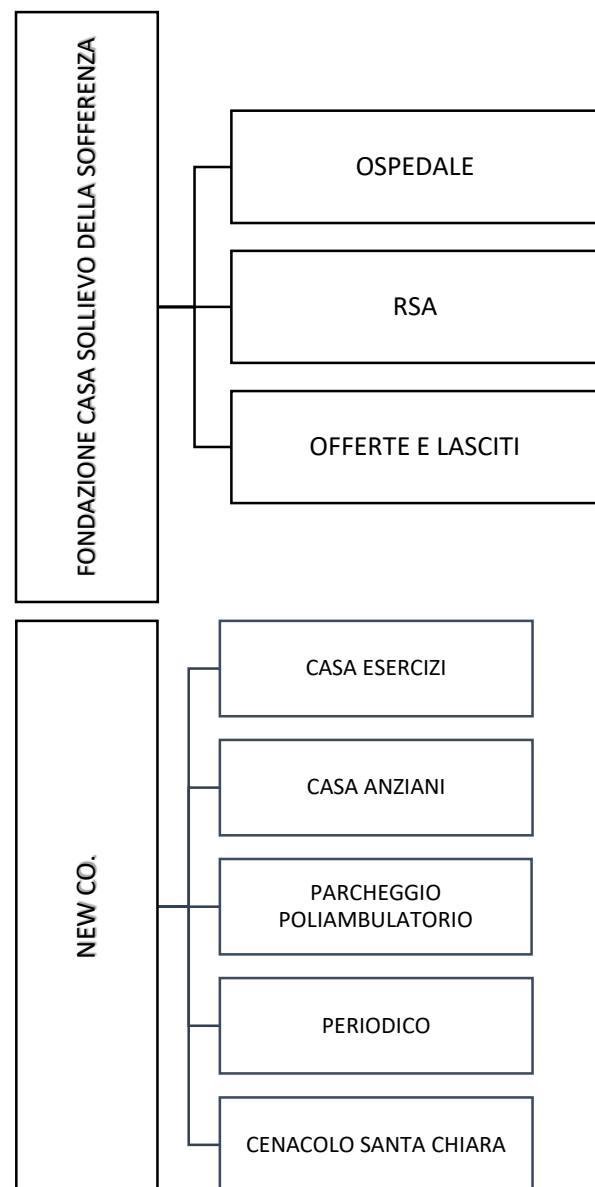 FONDAZIONE CASA SOLLIEVO DELLA SOFFERENZA
OSPEDALE
RSA
OFFERTE E LASCITI
NEW CO.
CASA ESERCIZI
CASA ANZIANI
PARCHEGGIO
POLIAMBULATORIO
PERIODICO
CENACOLO SANTA CHIARA